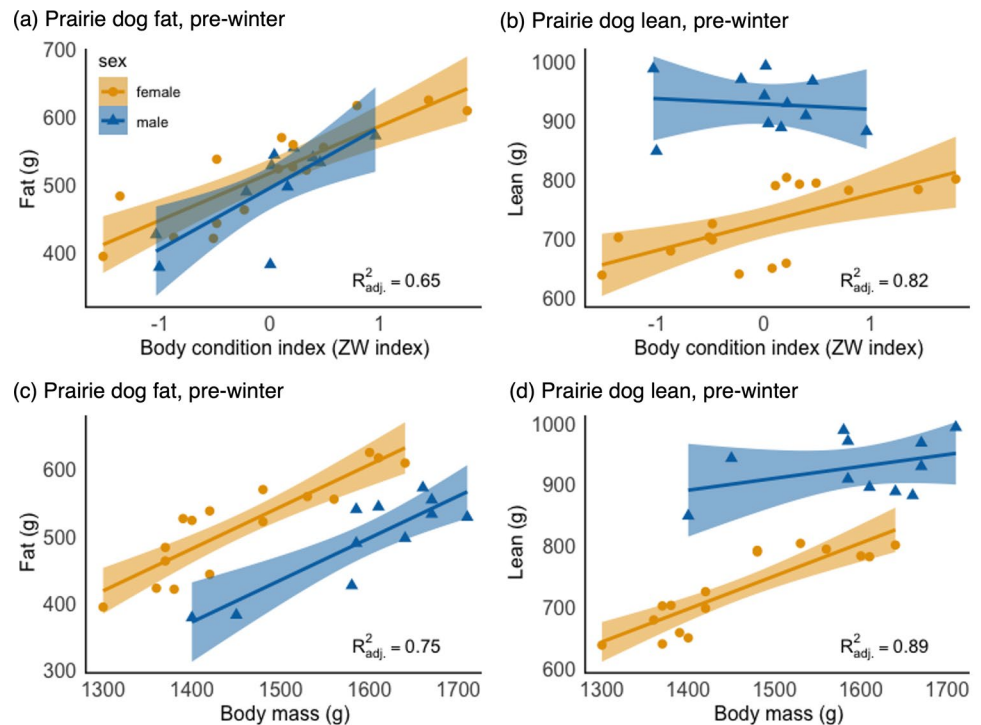 (a) Prairie dog fat, pre-winter
700
600
500
400
Fat (g)
sex
female
male
R²adj. = 0.65
-1 0 1
Body condition index (ZW index)
(b) Prairie dog lean, pre-winter
1000
900
800
700
600
Lean (g)
R²adj. = 0.82
-1 0 1
Body condition index (ZW index)
(c) Prairie dog fat, pre-winter
600
500
400
300
Fat (g)
R²adj. = 0.75
1300 1400 1500 1600 1700
Body mass (g)
(d) Prairie dog lean, pre-winter
1000
900
800
700
600
Lean (g)
R²adj. = 0.89
1300 1400 1500 1600 1700
Body mass (g)